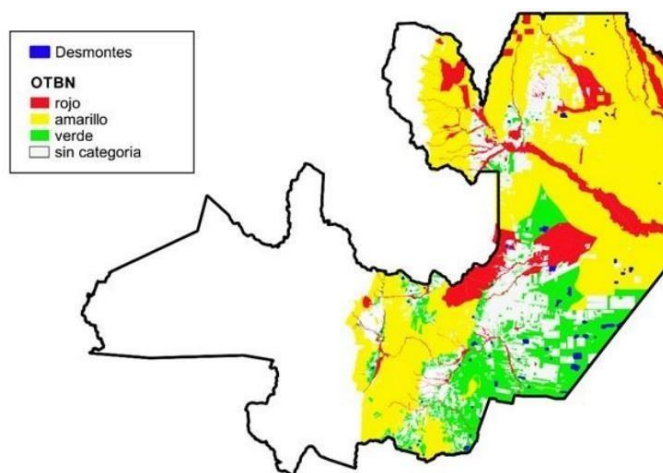 Desmontes
OTBN
rojo
amarillo
verde
sin categoria